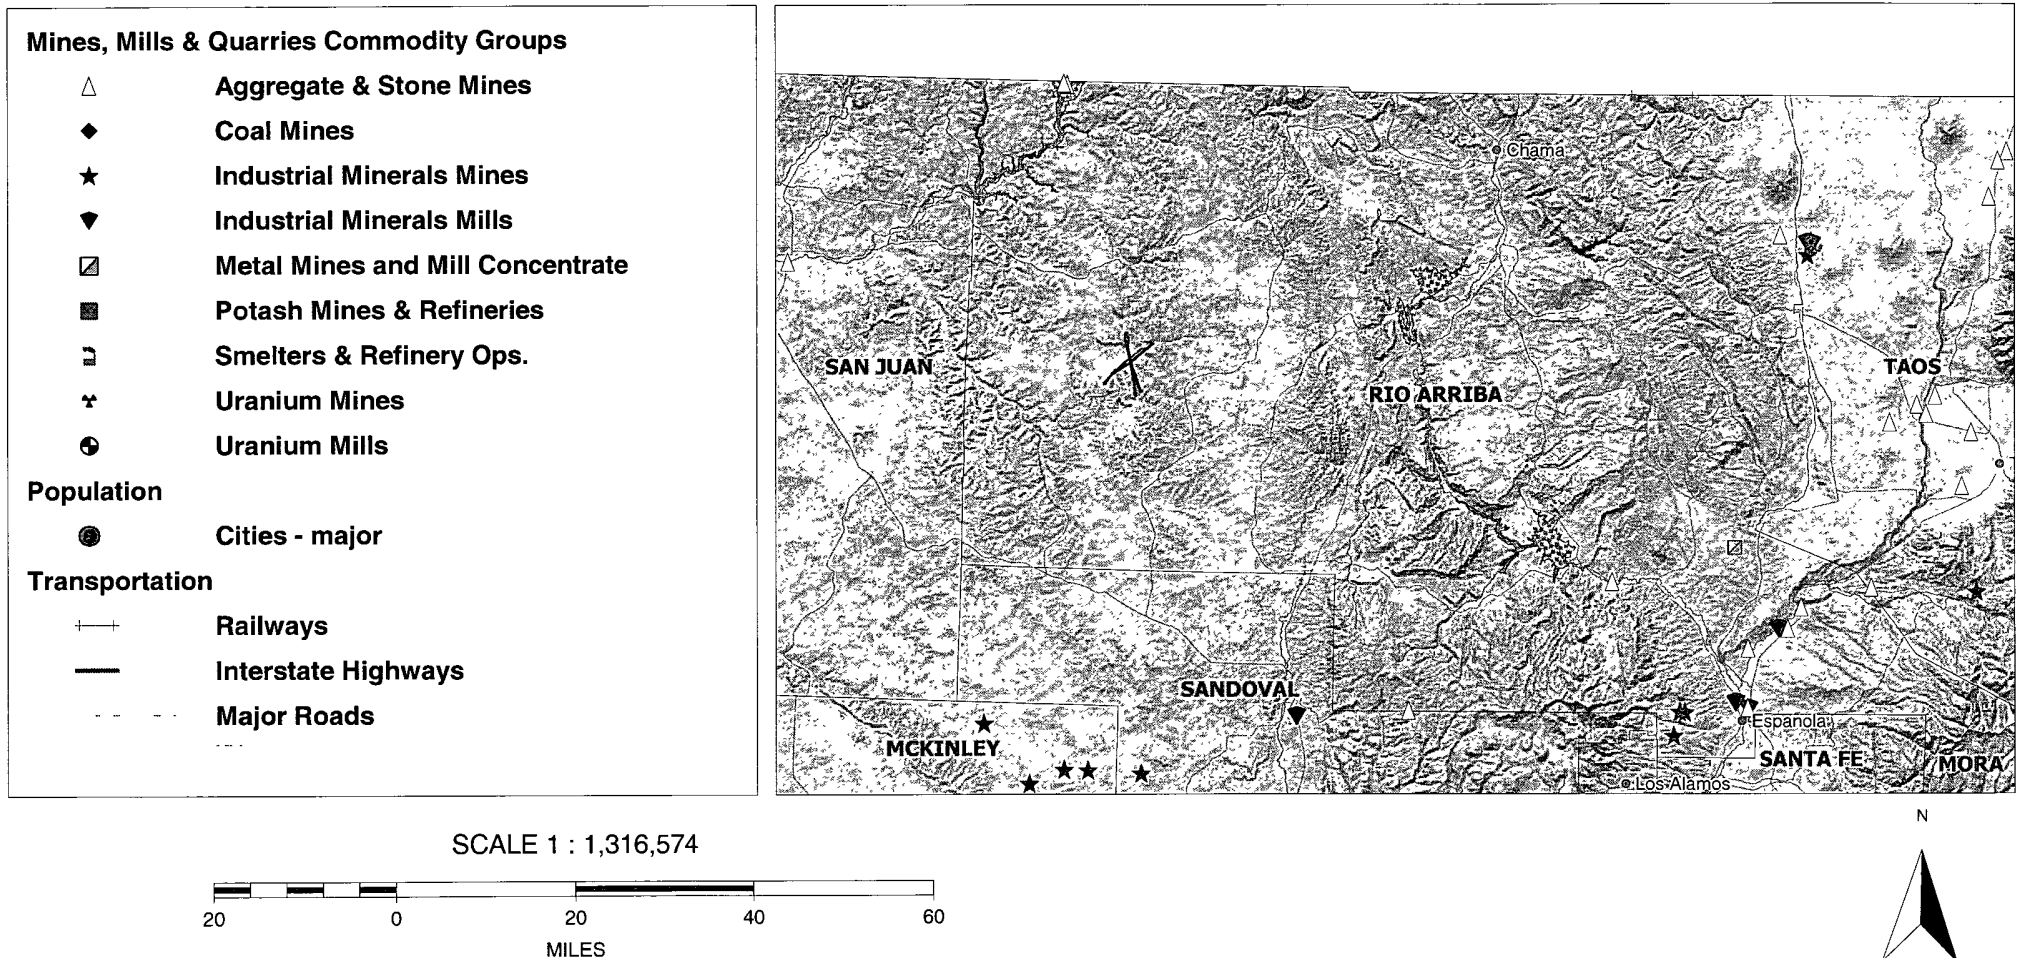 Mines, Mills & Quarries Commodity Groups
Aggregate & Stone Mines
Coal Mines
Industrial Minerals Mines
Industrial Minerals Mills
Metal Mines and Mill Concentrate
Potash Mines & Refineries
Smelters & Refinery Ops.
Uranium Mines
Uranium Mills
Population
Cities - major
Transportation
Railways
Interstate Highways
Major Roads
Chama
SAN JUAN
RIO ARRIBA
TAOS
SANDOVAL
MCKINLEY
Española
SANTA FE
MORA
Los Alamos
N
SCALE 1 : 1,316,574
20 0 20 40 60
MILES